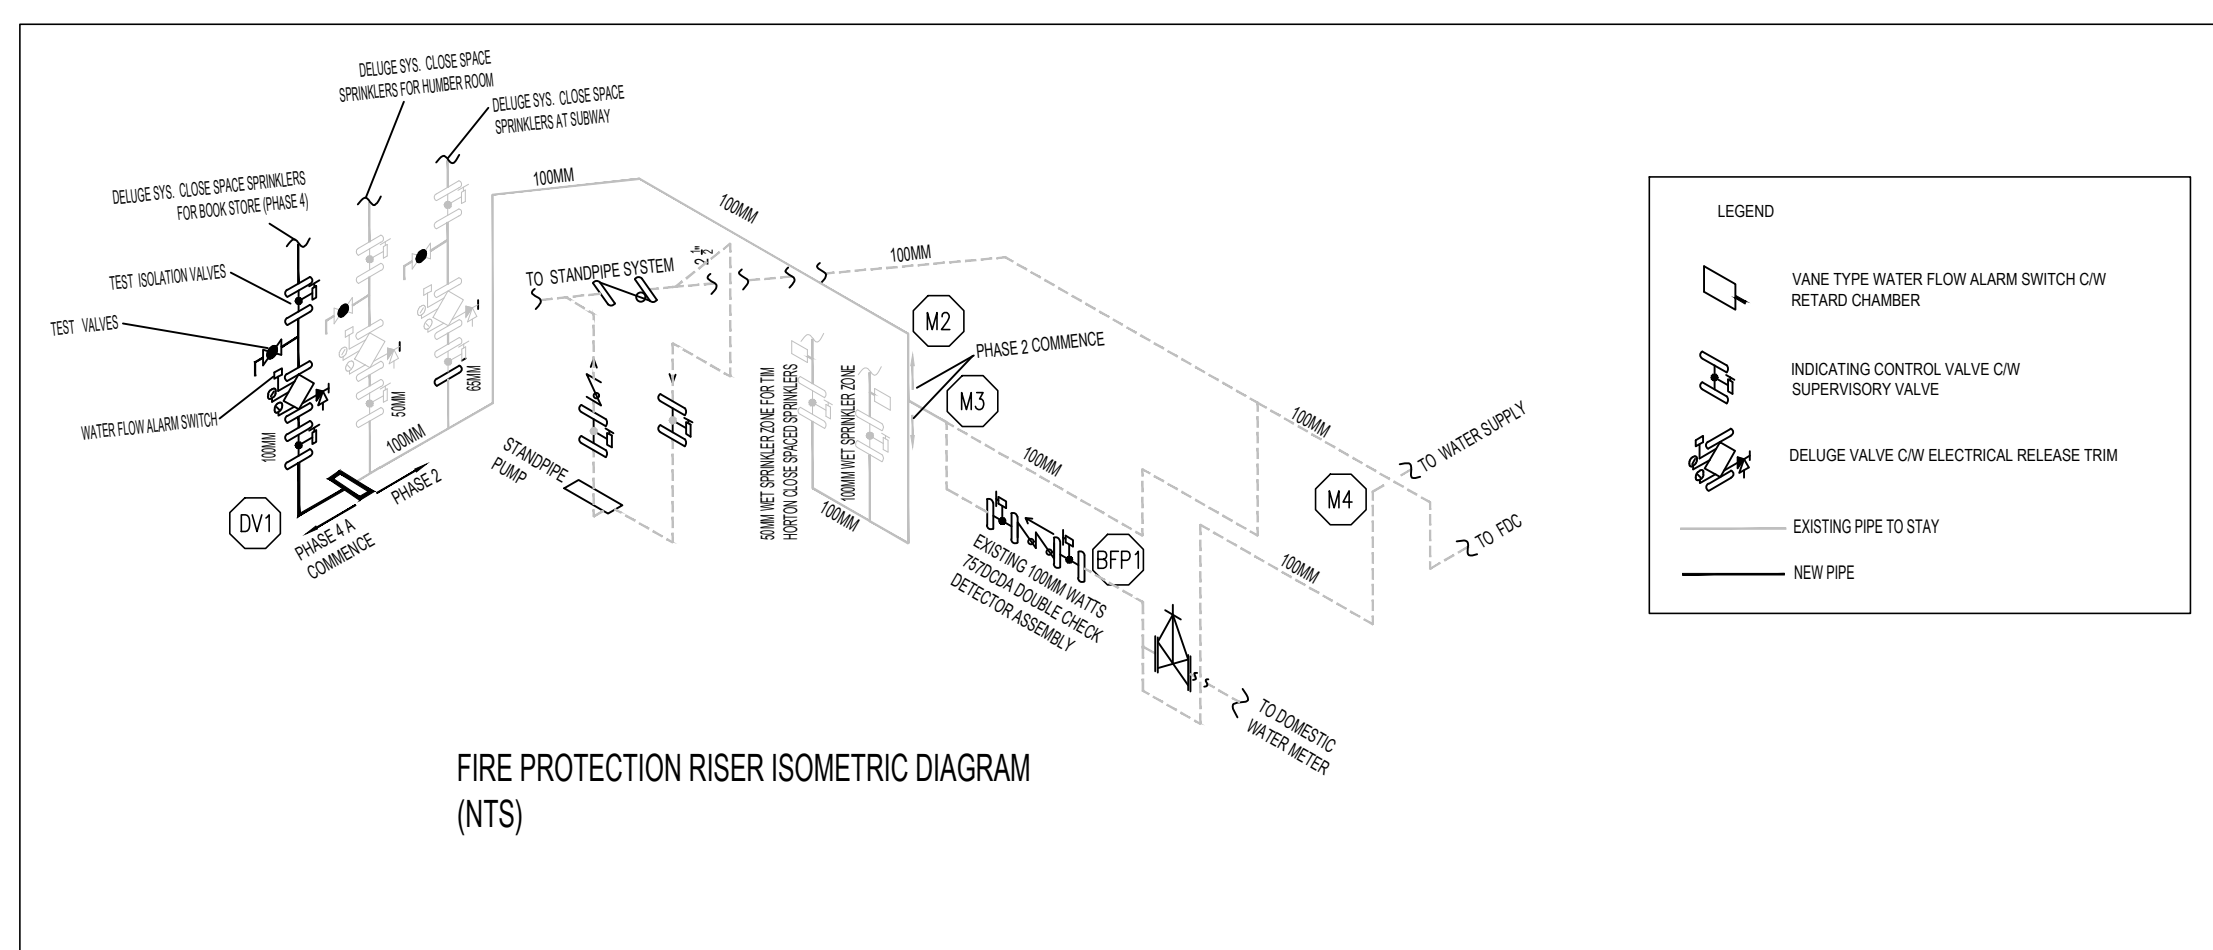 DELUGE SYS. CLOSE SPACE
SPRINKLERS FOR HUMBER ROOM
DELUGE SYS. CLOSE SPACE
SPRINKLERS AT SUBWAY
DELUGE SYS. CLOSE SPACE SPRINKLERS
FOR BOOK STORE (PHASE 4)
TEST ISOLATION VALVES
TEST VALVES
WATER FLOW ALARM SWITCH
100MM
50MM
65MM
100MM
PHASE 2
DV1
PHASE 4 A
COMMENCE
100MM
100MM
TO STANDPIPE SYSTEM
2 1/2"
100MM
STANDPIPE
PUMP
50MM WET SPRINKLER ZONE FOR TIM
HORTON CLOSE SPACED SPRINKLERS
100MM WET SPRINKLER ZONE
100MM
M2
PHASE 2 COMMENCE
M3
100MM
100MM
TO WATER SUPPLY
M4
TO FDC
100MM
BFP1
EXISTING 100MM WATTS
757DCDA DOUBLE CHECK
DETECTOR ASSEMBLY
TO DOMESTIC
WATER METER
FIRE PROTECTION RISER ISOMETRIC DIAGRAM
(NTS)
LEGEND
VANE TYPE WATER FLOW ALARM SWITCH C/W
RETARD CHAMBER
INDICATING CONTROL VALVE C/W
SUPERVISORY VALVE
DELUGE VALVE C/W ELECTRICAL RELEASE TRIM
EXISTING PIPE TO STAY
NEW PIPE